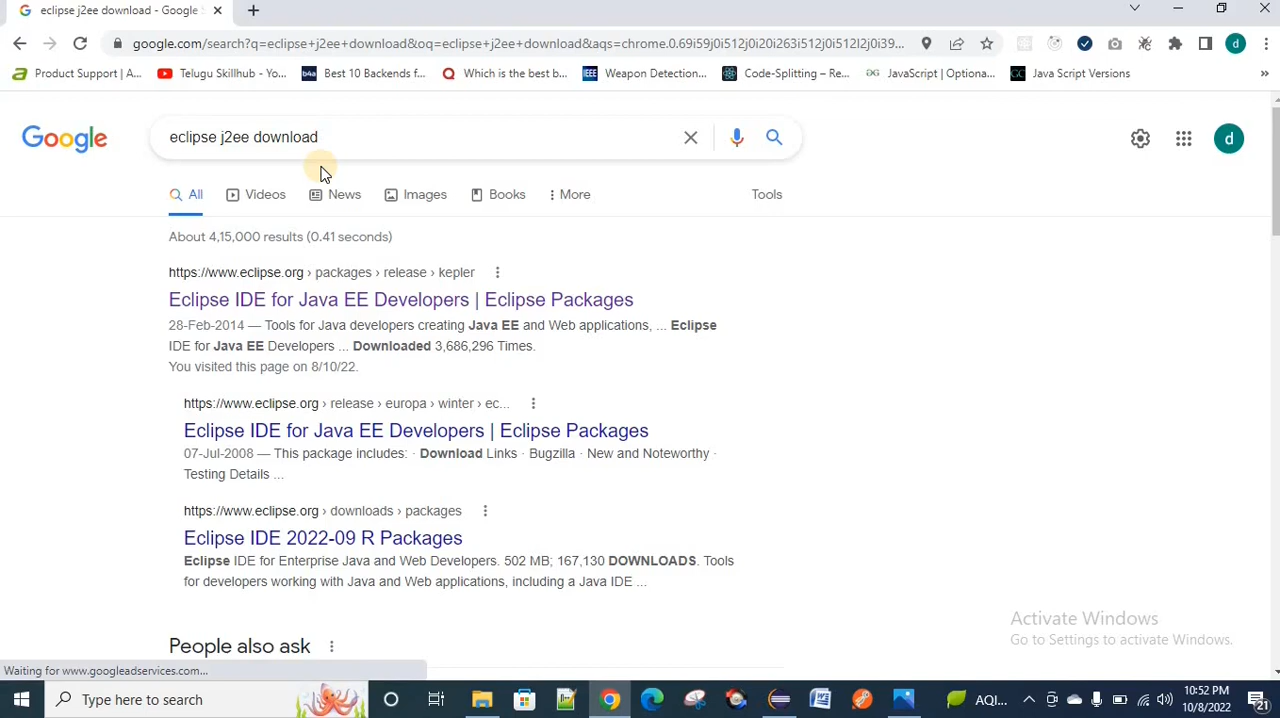 eclipse j2ee download - Google S
google.com/search?q=eclipse+j2ee+download&oq=eclipse+j2ee+download&aqs=chrome.0.69i59j0i512j0i20i263i512j0i512l2j0i39...
d
Product Support | A...
Telugu Skillhub - Yo...
b4a Best 10 Backends f...
Which is the best b...
IEEE Weapon Detection...
Code-Splitting – Re...
JavaScript | Optiona...
Java Script Versions
»
Google
eclipse j2ee download
d
All
Videos
News
Images
Books
More
Tools
About 4,15,000 results (0.41 seconds)
https://www.eclipse.org › packages › release › kepler
Eclipse IDE for Java EE Developers | Eclipse Packages
28-Feb-2014 — Tools for Java developers creating Java EE and Web applications, ... Eclipse
IDE for Java EE Developers ... Downloaded 3,686,296 Times.
You visited this page on 8/10/22.
https://www.eclipse.org › release › europa › winter › ec...
Eclipse IDE for Java EE Developers | Eclipse Packages
07-Jul-2008 — This package includes: · Download Links · Bugzilla · New and Noteworthy ·
Testing Details ...
https://www.eclipse.org › downloads › packages
Eclipse IDE 2022-09 R Packages
Eclipse IDE for Enterprise Java and Web Developers. 502 MB; 167,130 DOWNLOADS. Tools
for developers working with Java and Web applications, including a Java IDE ...
People also ask
Activate Windows
Go to Settings to activate Windows.
Waiting for www.googleadservices.com...
Type here to search
AQI...
10:52 PM
10/8/2022
21